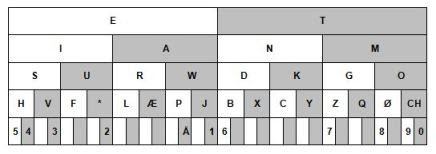 E T
I A N M
S U R W D K G O
H V F * L Æ P J B X C Y Z Q Ø CH
5 4 3 2 Å 1 6 7 8 9 0